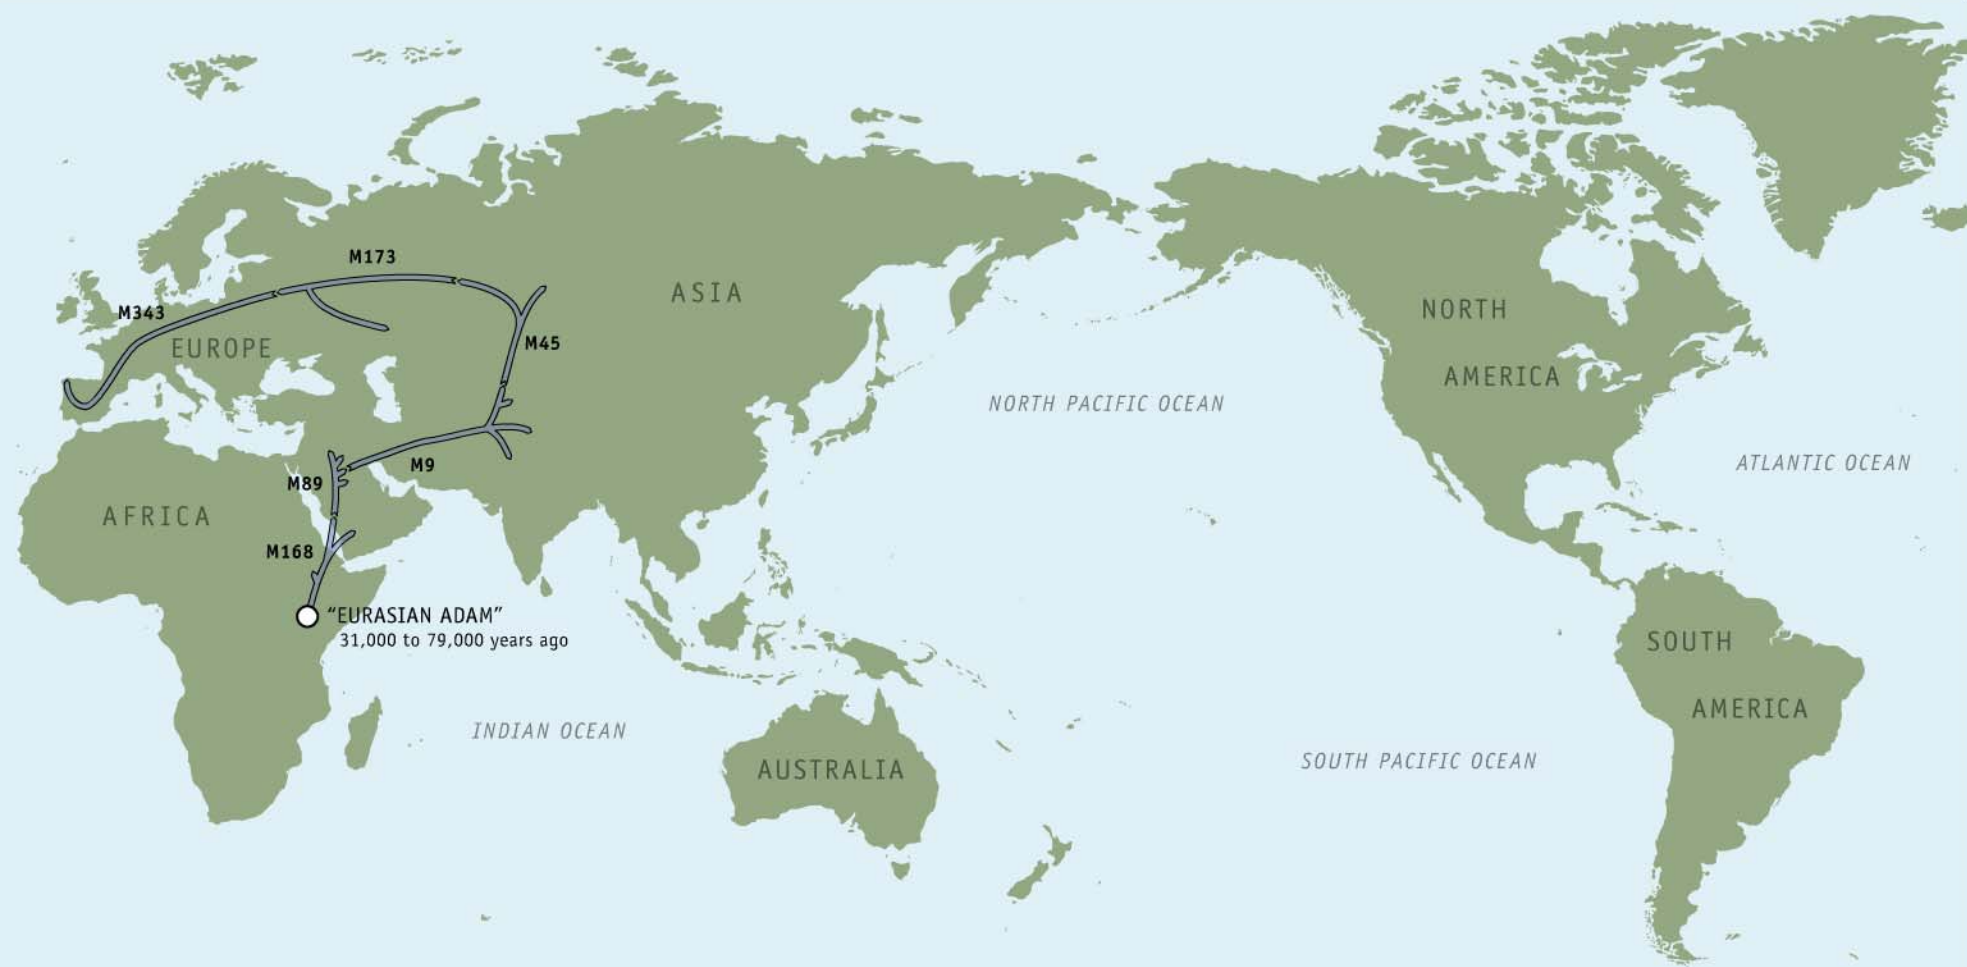 M173
ASIA
M343
NORTH
AMERICA
M45
EUROPE
NORTH PACIFIC OCEAN
ATLANTIC OCEAN
M9
M89
AFRICA
M168
“EURASIAN ADAM”
31,000 to 79,000 years ago
SOUTH
AMERICA
INDIAN OCEAN
AUSTRALIA
SOUTH PACIFIC OCEAN